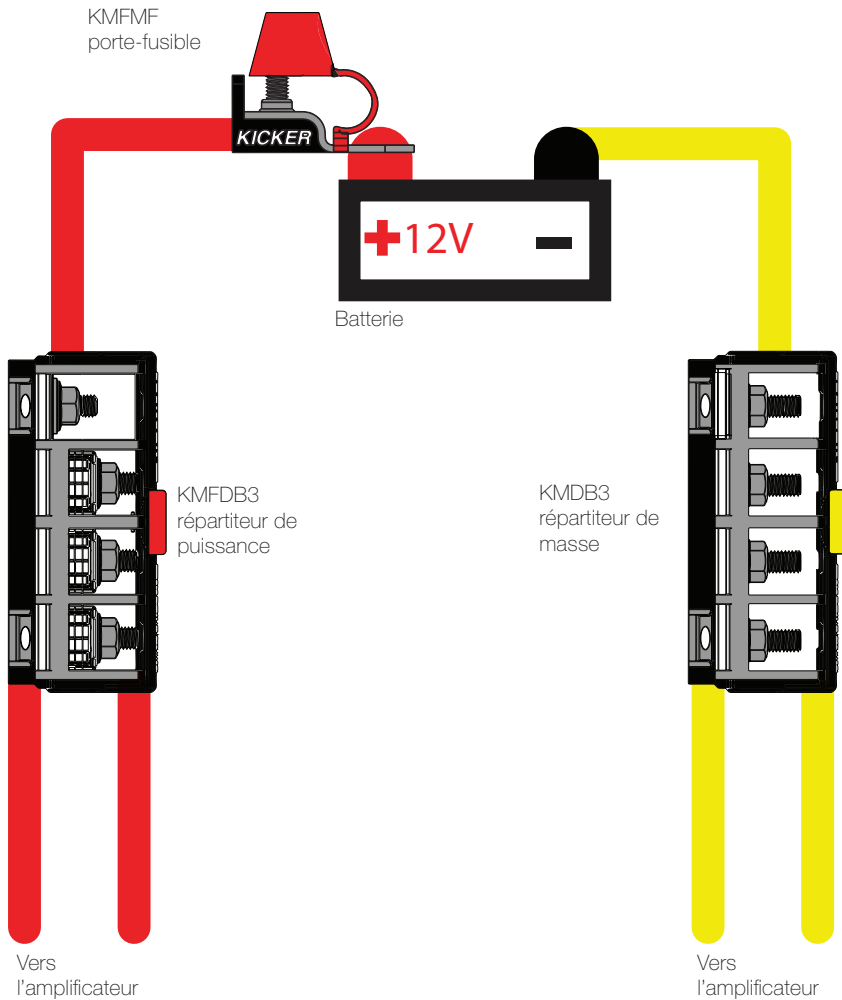 KMFMF
porte-fusible
KICKER
+12V -
Batterie
KMFDB3
répartiteur de
puissance
KMDB3
répartiteur de
masse
Vers
l’amplificateur
Vers
l’amplificateur